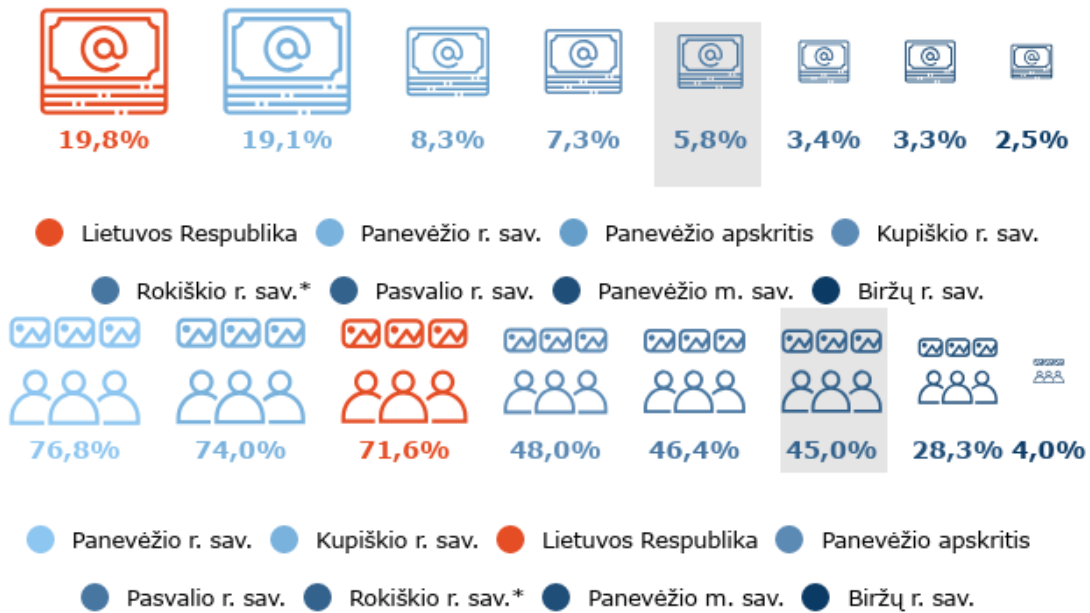 19,8% 19,1% 8,3% 7,3% 5,8% 3,4% 3,3% 2,5%
Lietuvos Respublika Panevėžio r. sav. Panevėžio apskritis Kupiškio r. sav.
Rokiškio r. sav.* Pasvalio r. sav. Panevėžio m. sav. Biržų r. sav.
76,8% 74,0% 71,6% 48,0% 46,4% 45,0% 28,3% 4,0%
Panevėžio r. sav. Kupiškio r. sav. Lietuvos Respublika Panevėžio apskritis
Pasvalio r. sav. Rokiškio r. sav.* Panevėžio m. sav. Biržų r. sav.